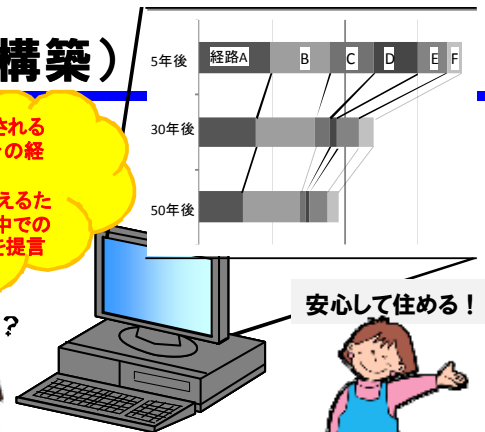 構築）
される
の経
えるた
中での
を提言
？
5年後
経路A B C D E F
30年後
50年後
安心して住める！